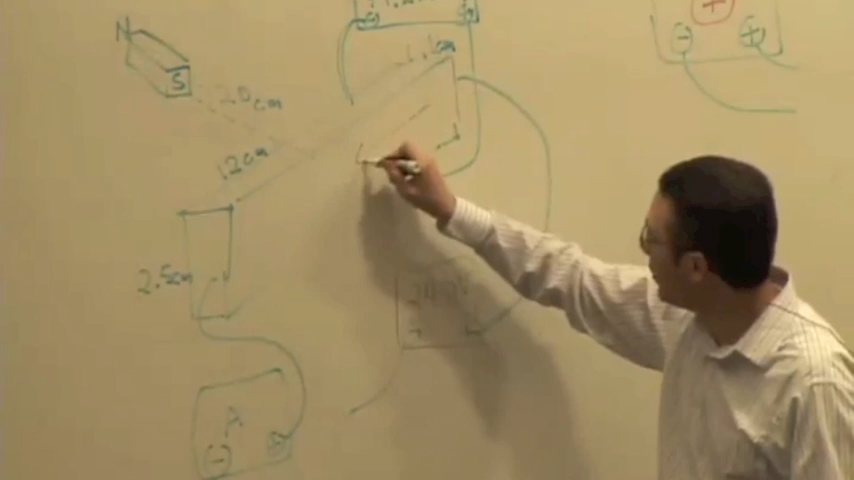 N
S
20cm
12cm
1.1cm
2.5cm
A
-
+
-
+
+